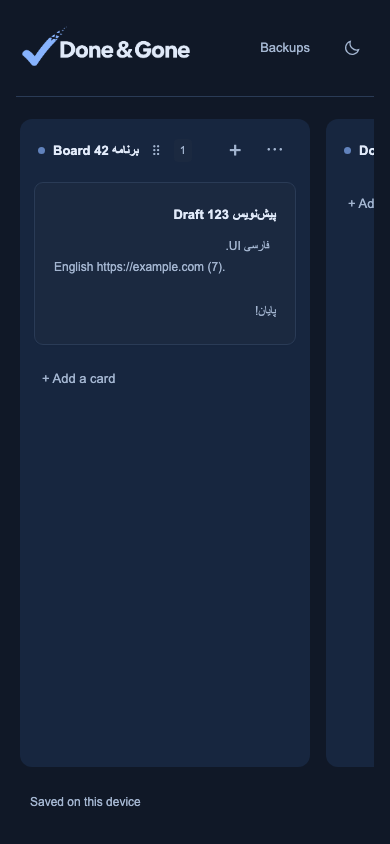 Done & Gone
Backups
برنامه Board 42
1
پیش‌نویس Draft 123
فارسی UI.
English https://example.com (7).
پایان!
+ Add a card
Do
+ Ad
Saved on this device